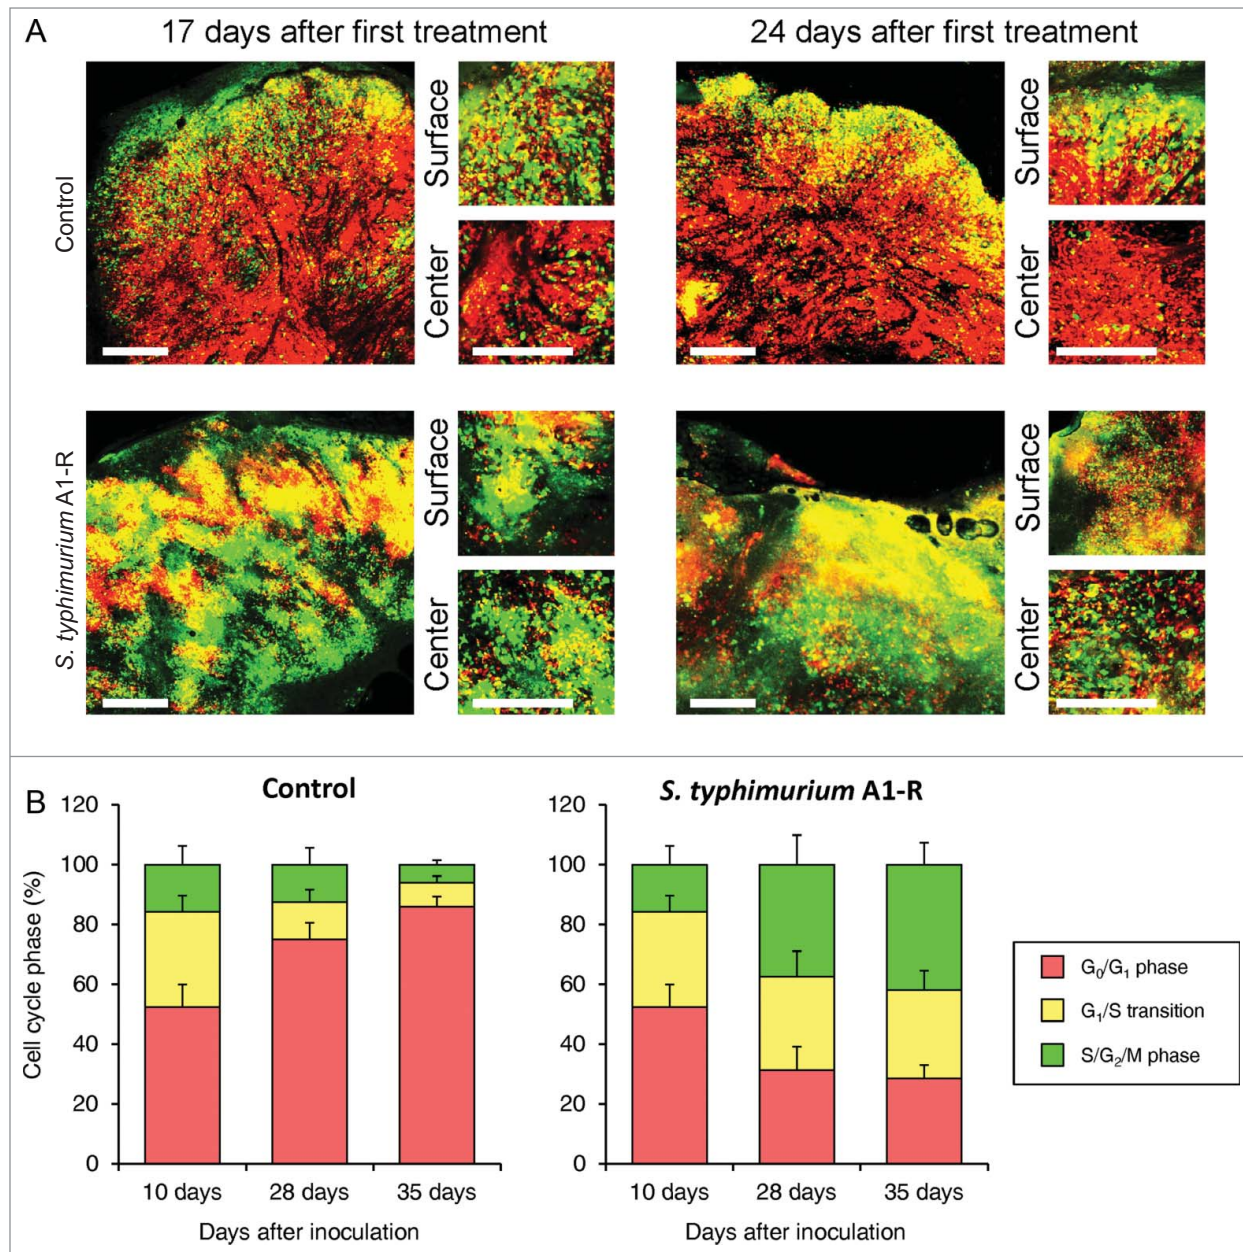 A
17 days after first treatment
24 days after first treatment
Control
Surface
Center
Surface
Center
S. typhimurium A1-R
Surface
Center
Surface
Center
B
Control
S. typhimurium A1-R
Cell cycle phase (%)
120
100
80
60
40
20
0
10 days
28 days
35 days
Days after inoculation
120
100
80
60
40
20
0
10 days
28 days
35 days
Days after inoculation
G₀/G₁ phase
G₁/S transition
S/G₂/M phase